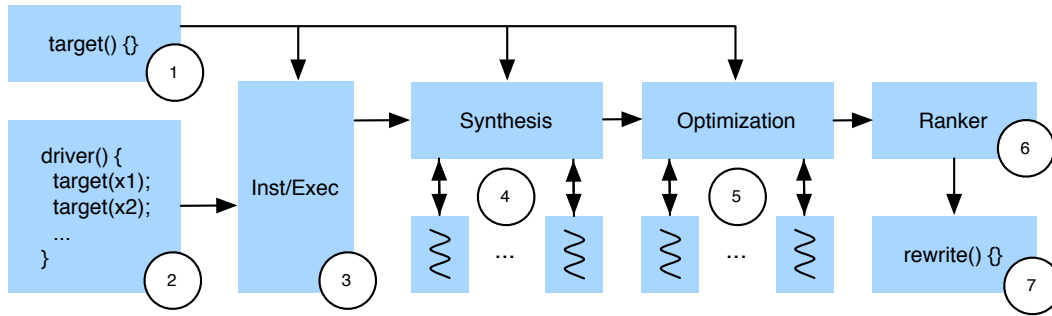 target() {}
1
driver() {
target(x1);
target(x2);
...
}
2
Inst/Exec
3
Synthesis
4
...
Optimization
5
...
Ranker
6
rewrite() {}
7